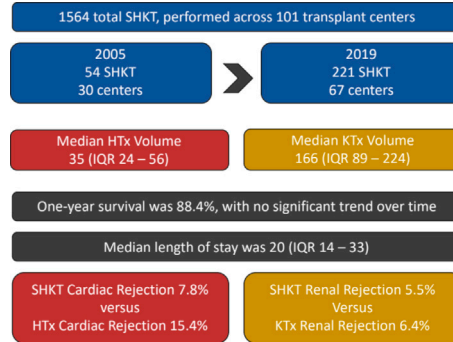 1564 total SHKT, performed across 101 transplant centers
2005
54 SHKT
30 centers
2019
221 SHKT
67 centers
Median HTx Volume
35 (IQR 24 – 56)
Median KTx Volume
166 (IQR 89 – 224)
One-year survival was 88.4%, with no significant trend over time
Median length of stay was 20 (IQR 14 – 33)
SHKT Cardiac Rejection 7.8%
versus
HTx Cardiac Rejection 15.4%
SHKT Renal Rejection 5.5%
Versus
KTx Renal Rejection 6.4%